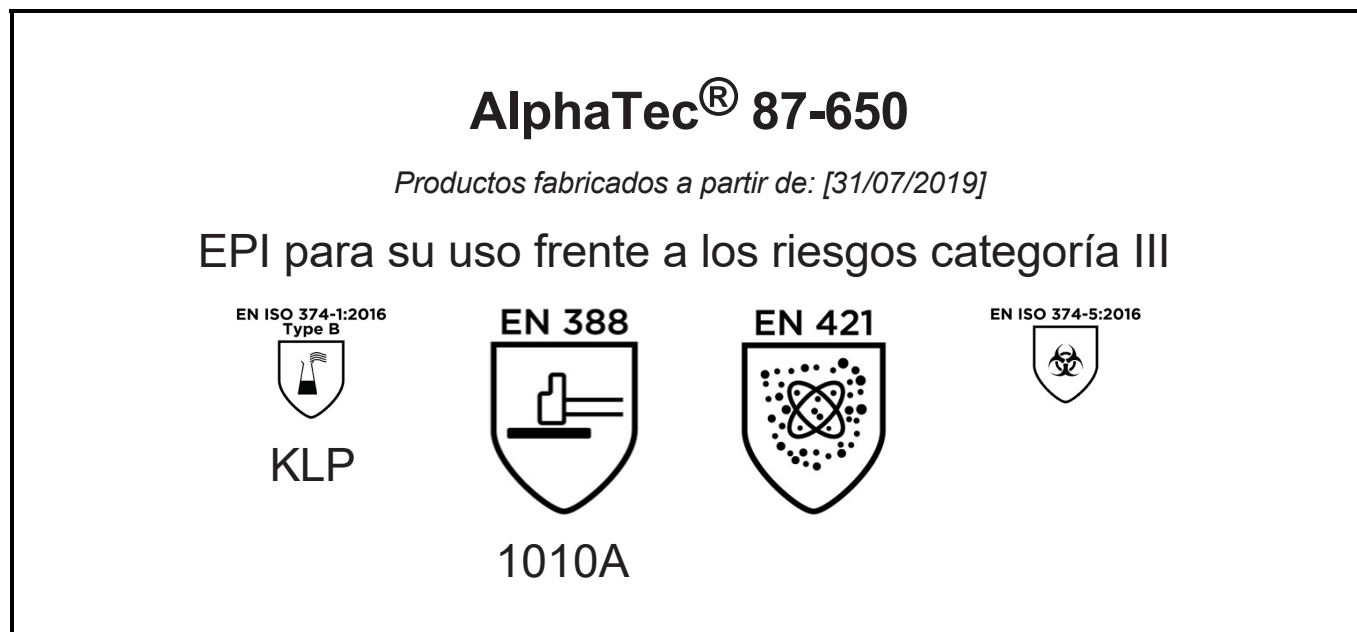 AlphaTec® 87-650
Productos fabricados a partir de: [31/07/2019]
EPI para su uso frente a los riesgos categoría III
EN ISO 374-1:2016
Type B
KLP
EN 388
1010A
EN 421
EN ISO 374-5:2016